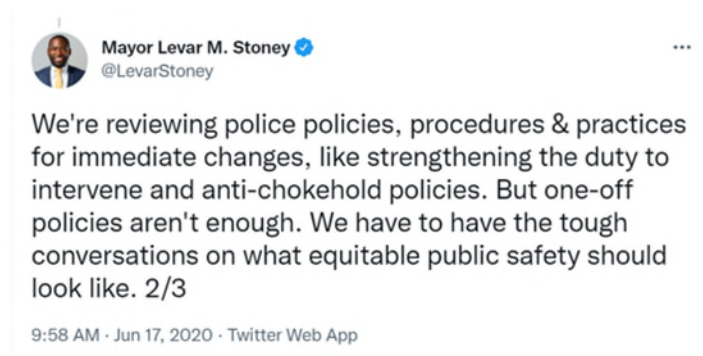 Mayor Levar M. Stoney
@LevarStoney
We're reviewing police policies, procedures & practices
for immediate changes, like strengthening the duty to
intervene and anti-chokehold policies. But one-off
policies aren't enough. We have to have the tough
conversations on what equitable public safety should
look like. 2/3
9:58 AM · Jun 17, 2020 · Twitter Web App